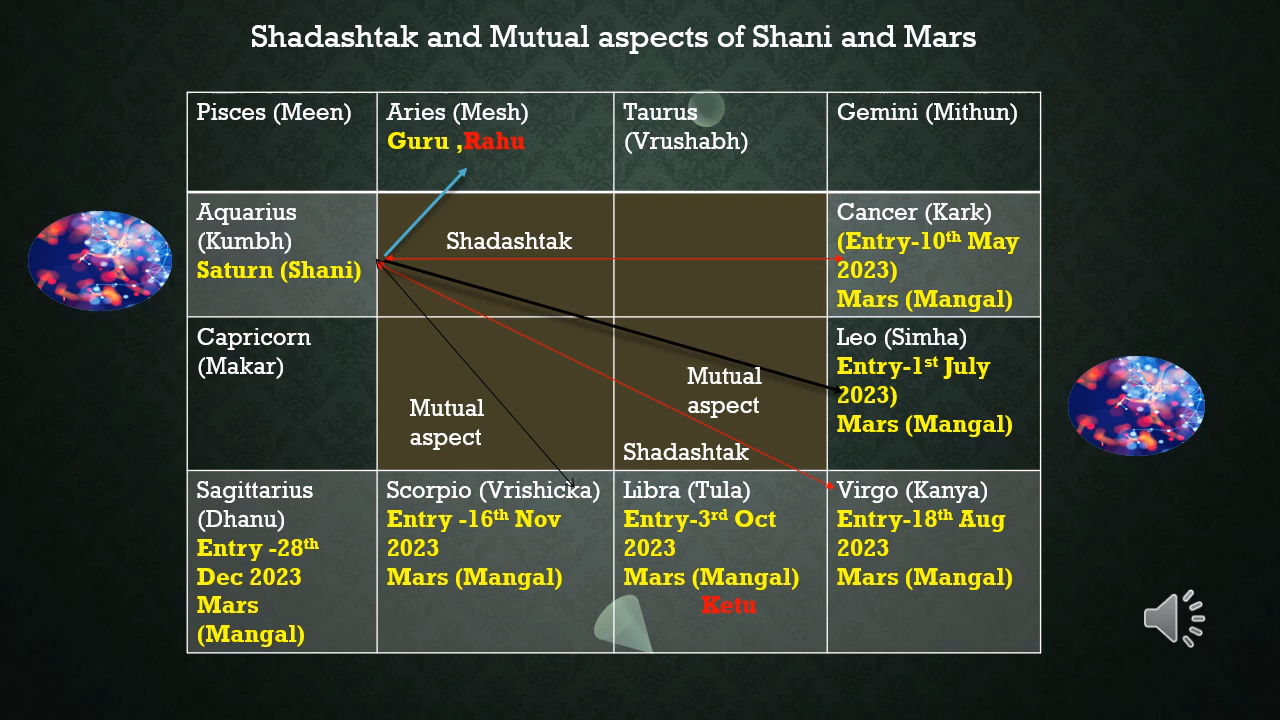 Shadashtak and Mutual aspects of Shani and Mars
Pisces (Meen)
Aries (Mesh)
Guru ,Rahu
Taurus
(Vrushabh)
Gemini (Mithun)
Aquarius
(Kumbh)
Saturn (Shani)
Shadashtak
Cancer (Kark)
(Entry-10th May
2023)
Mars (Mangal)
Capricorn
(Makar)
Mutual
aspect
Mutual
aspect
Shadashtak
Leo (Simha)
Entry-1st July
2023)
Mars (Mangal)
Sagittarius
(Dhanu)
Entry -28th
Dec 2023
Mars
(Mangal)
Scorpio (Vrishicka)
Entry -16th Nov
2023
Mars (Mangal)
Libra (Tula)
Entry-3rd Oct
2023
Mars (Mangal)
Ketu
Virgo (Kanya)
Entry-18th Aug
2023
Mars (Mangal)